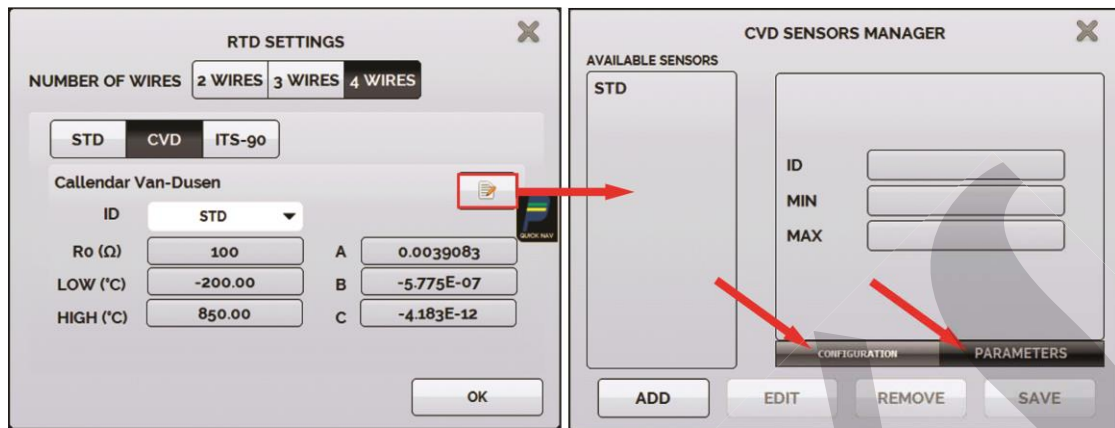 RTD SETTINGS
NUMBER OF WIRES 2 WIRES 3 WIRES 4 WIRES
STD CVD ITS-90
Callendar Van-Dusen
ID STD
QUICK NAV
Ro (Ω) 100 A 0.0039083
LOW (°C) -200.00 B -5.775E-07
HIGH (°C) 850.00 C -4.183E-12
OK
CVD SENSORS MANAGER
AVAILABLE SENSORS
STD
ID
MIN
MAX
CONFIGURATION PARAMETERS
ADD EDIT REMOVE SAVE